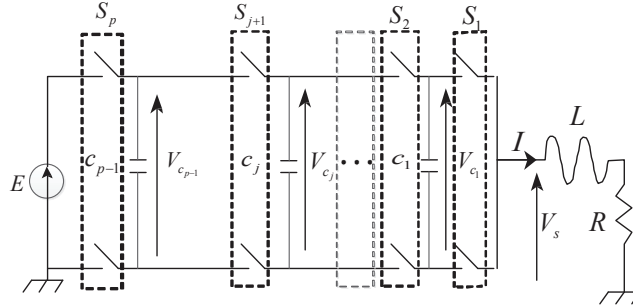 S_p S_{j+1} S_2 S_1
I L
E c_{p-1} V_{c_{p-1}} c_j V_{c_j} ... c_1 V_{c_1}
V_s R